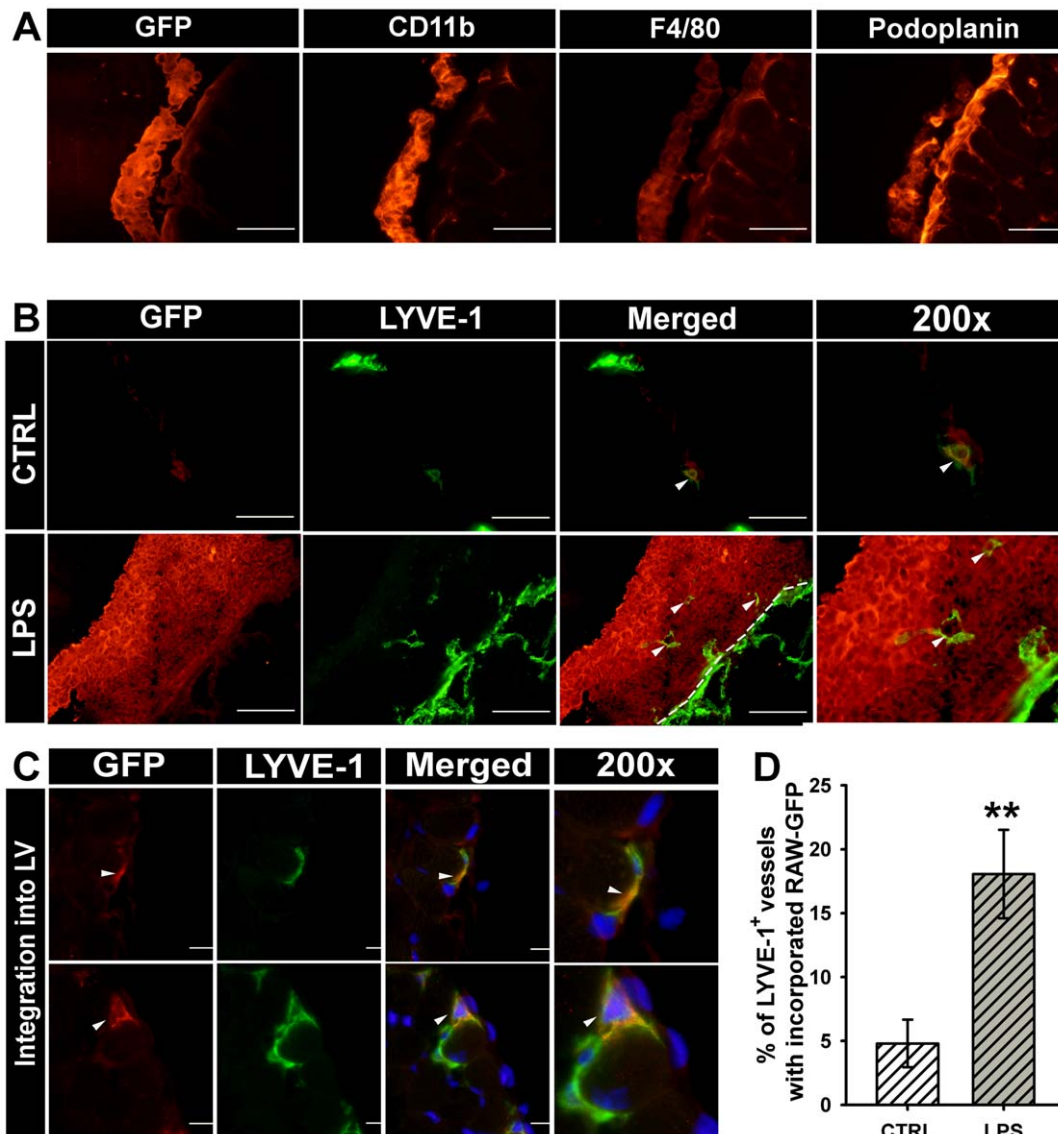 A
GFP
CD11b
F4/80
Podoplanin
B
GFP
LYVE-1
Merged
200x
CTRL
LPS
C
GFP
LYVE-1
Merged
200x
Integration into LV
D
% of LYVE-1+ vessels
with incorporated RAW-GFP
25
20
15
10
5
0
**
CTRL
LPS